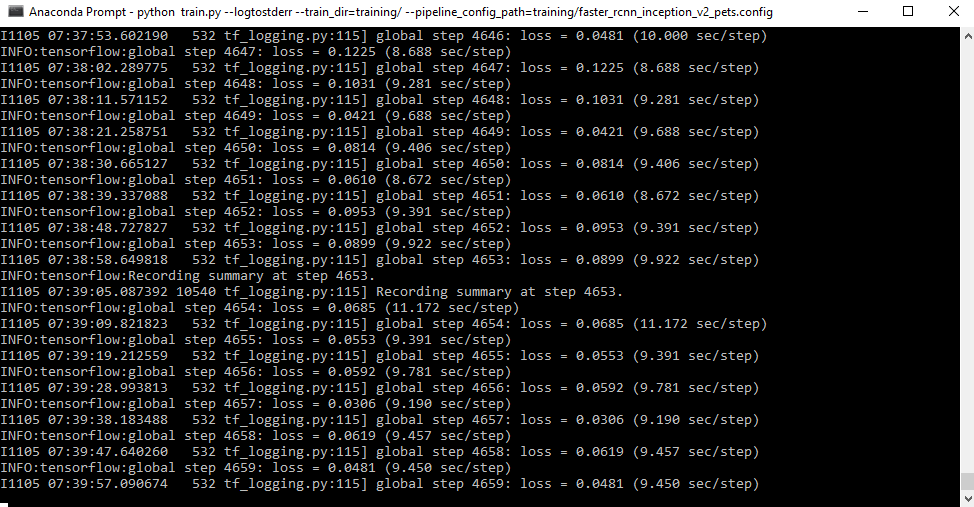 Anaconda Prompt - python  train.py --logtostderr --train_dir=training/ --pipeline_config_path=training/faster_rcnn_inception_v2_pets.config
I1105 07:37:53.602190   532 tf_logging.py:115] global step 4646: loss = 0.0481 (10.000 sec/step)
INFO:tensorflow:global step 4647: loss = 0.1225 (8.688 sec/step)
I1105 07:38:02.289775   532 tf_logging.py:115] global step 4647: loss = 0.1225 (8.688 sec/step)
INFO:tensorflow:global step 4648: loss = 0.1031 (9.281 sec/step)
I1105 07:38:11.571152   532 tf_logging.py:115] global step 4648: loss = 0.1031 (9.281 sec/step)
INFO:tensorflow:global step 4649: loss = 0.0421 (9.688 sec/step)
I1105 07:38:21.258751   532 tf_logging.py:115] global step 4649: loss = 0.0421 (9.688 sec/step)
INFO:tensorflow:global step 4650: loss = 0.0814 (9.406 sec/step)
I1105 07:38:30.665127   532 tf_logging.py:115] global step 4650: loss = 0.0814 (9.406 sec/step)
INFO:tensorflow:global step 4651: loss = 0.0610 (8.672 sec/step)
I1105 07:38:39.337088   532 tf_logging.py:115] global step 4651: loss = 0.0610 (8.672 sec/step)
INFO:tensorflow:global step 4652: loss = 0.0953 (9.391 sec/step)
I1105 07:38:48.727827   532 tf_logging.py:115] global step 4652: loss = 0.0953 (9.391 sec/step)
INFO:tensorflow:global step 4653: loss = 0.0899 (9.922 sec/step)
I1105 07:38:58.649818   532 tf_logging.py:115] global step 4653: loss = 0.0899 (9.922 sec/step)
INFO:tensorflow:Recording summary at step 4653.
I1105 07:39:05.087392 10540 tf_logging.py:115] Recording summary at step 4653.
INFO:tensorflow:global step 4654: loss = 0.0685 (11.172 sec/step)
I1105 07:39:09.821823   532 tf_logging.py:115] global step 4654: loss = 0.0685 (11.172 sec/step)
INFO:tensorflow:global step 4655: loss = 0.0553 (9.391 sec/step)
I1105 07:39:19.212559   532 tf_logging.py:115] global step 4655: loss = 0.0553 (9.391 sec/step)
INFO:tensorflow:global step 4656: loss = 0.0592 (9.781 sec/step)
I1105 07:39:28.993813   532 tf_logging.py:115] global step 4656: loss = 0.0592 (9.781 sec/step)
INFO:tensorflow:global step 4657: loss = 0.0306 (9.190 sec/step)
I1105 07:39:38.183488   532 tf_logging.py:115] global step 4657: loss = 0.0306 (9.190 sec/step)
INFO:tensorflow:global step 4658: loss = 0.0619 (9.457 sec/step)
I1105 07:39:47.640260   532 tf_logging.py:115] global step 4658: loss = 0.0619 (9.457 sec/step)
INFO:tensorflow:global step 4659: loss = 0.0481 (9.450 sec/step)
I1105 07:39:57.090674   532 tf_logging.py:115] global step 4659: loss = 0.0481 (9.450 sec/step)